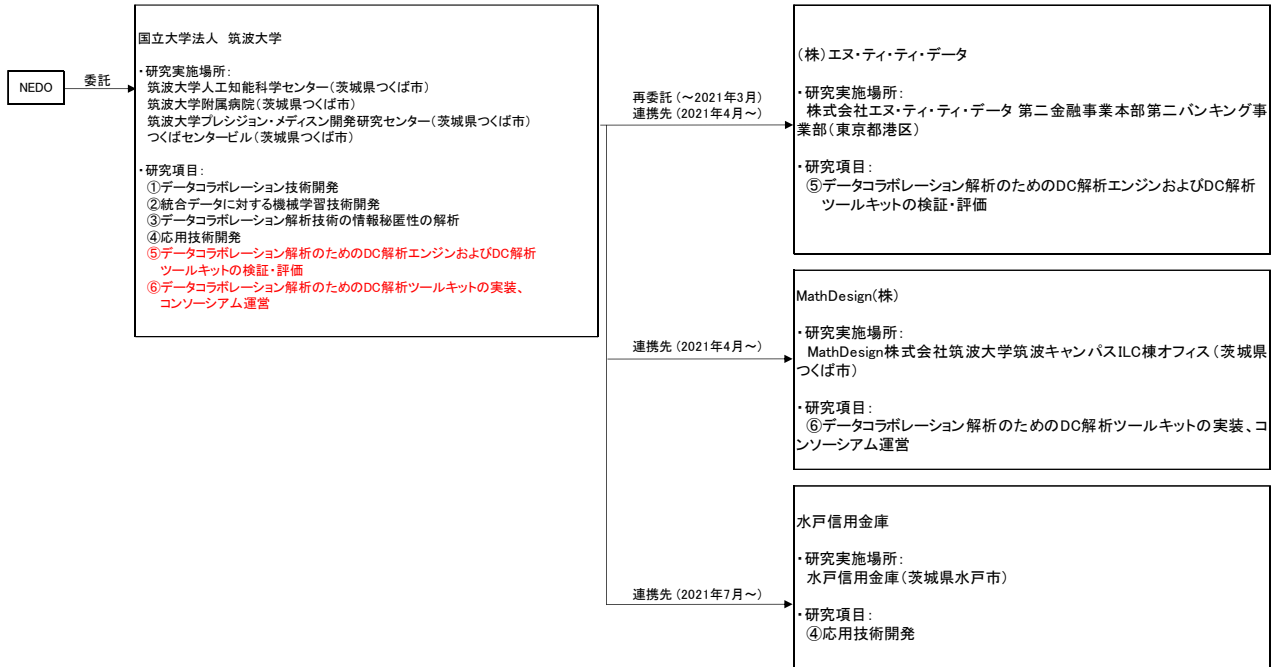 NEDO
委託
国立大学法人 筑波大学
・研究実施場所:
筑波大学人工知能科学センター(茨城県つくば市)
筑波大学附属病院(茨城県つくば市)
筑波大学プレシジョン・メディスン開発研究センター(茨城県つくば市)
つくばセンタービル(茨城県つくば市)
・研究項目:
①データコラボレーション技術開発
②統合データに対する機械学習技術開発
③データコラボレーション解析技術の情報秘匿性の解析
④応用技術開発
⑤データコラボレーション解析のためのDC解析エンジンおよびDC解析
ツールキットの検証・評価
⑥データコラボレーション解析のためのDC解析ツールキットの実装、
コンソーシアム運営
再委託(~2021年3月)
連携先(2021年4月~)
(株)エヌ・ティ・ティ・データ
・研究実施場所:
株式会社エヌ・ティ・ティ・データ 第二金融事業本部第二バンキング事
業部(東京都港区)
・研究項目:
⑤データコラボレーション解析のためのDC解析エンジンおよびDC解析
ツールキットの検証・評価
連携先(2021年4月~)
MathDesign(株)
・研究実施場所:
MathDesign株式会社筑波大学筑波キャンパスILC棟オフィス(茨城県
つくば市)
・研究項目:
⑥データコラボレーション解析のためのDC解析ツールキットの実装、コ
ンソーシアム運営
連携先(2021年7月~)
水戸信用金庫
・研究実施場所:
水戸信用金庫(茨城県水戸市)
・研究項目:
④応用技術開発